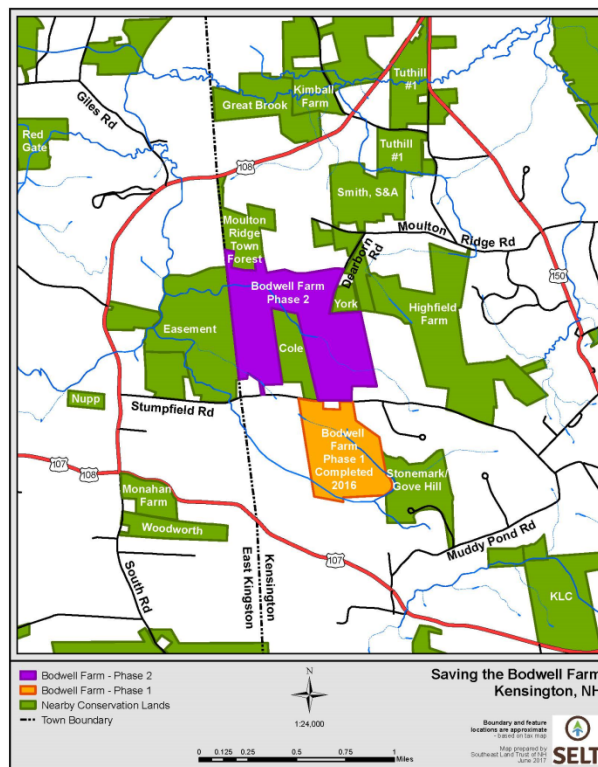 Tuthill
#1
Kimball
Farm
Great Brook
Giles Rd
Red
Gate
108
Tuthill
#1
Smith, S&A
Moulton
Ridge
Town
Forest
Moulton
Ridge Rd
Dearborn
Rd
150
Bodwell Farm
Phase 2
York
Highfield
Farm
Easement
Cole
Nupp
Stumpfield Rd
Bodwell
Farm
Phase 1
Completed
2016
107
108
Stonemark/
Gove Hill
Monahan
Farm
Woodworth
Muddy Pond Rd
107
South Rd
East Kingston
Kensington
KLC
Bodwell Farm - Phase 2
Bodwell Farm - Phase 1
Nearby Conservation Lands
Town Boundary
N
1:24,000
0 0.125 0.25 0.5 0.75 1
Miles
Saving the Bodwell Farm
Kensington, NH
Boundary and feature
locations are approximate
- based on tax map
Map prepared by
Southeast Land Trust of NH
June 2017
SELT